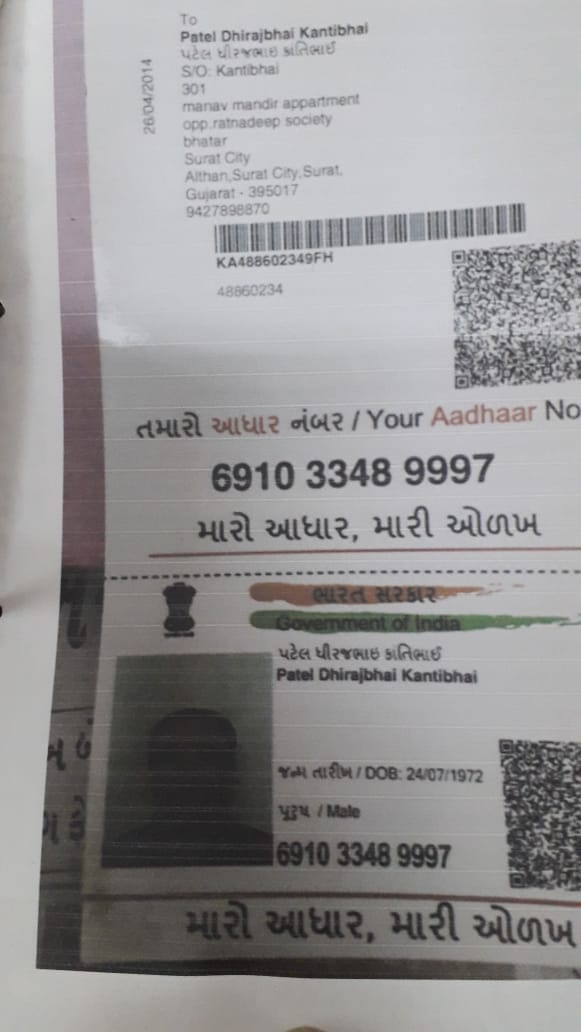 To
Patel Dhirajbhai Kantibhai
પટેલ ધીરજભાઇ કાંતિભાઈ
S/O: Kantibhai
301
manav mandir appartment
opp.ratnadeep society
bhatar
Surat City
Althan,Surat City,Surat,
Gujarat - 395017
9427898870
26/04/2014
KA488602349FH
48860234
તમારો આધાર નંબર / Your Aadhaar No
6910 3348 9997
મારો આધાર, મારી ઓળખ
ભારત સરકાર
Government of India
પટેલ ધીરજભાઇ કાંતિભાઈ
Patel Dhirajbhai Kantibhai
જન્મ તારીખ / DOB: 24/07/1972
પુરુષ / Male
6910 3348 9997
મારો આધાર, મારી ઓળખ